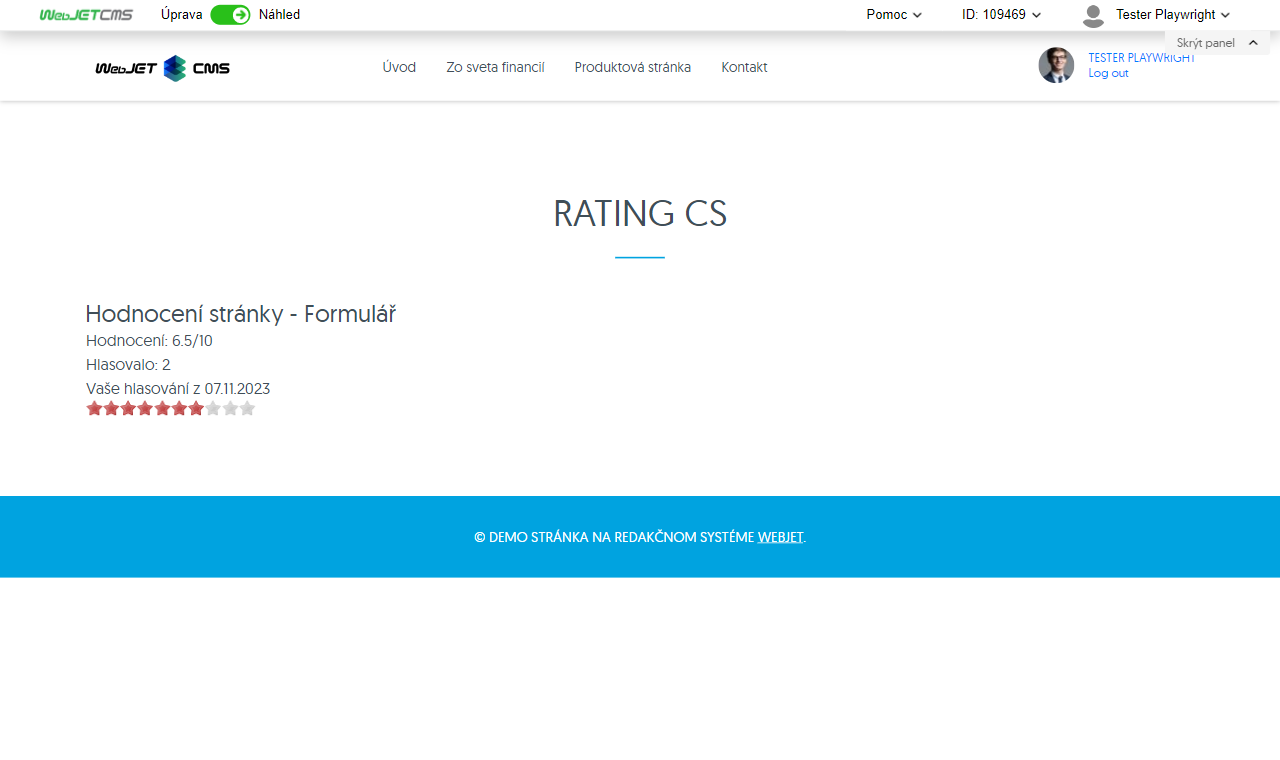 WebJETCMS Úprava Náhled Pomoc ID: 109469 Tester Playwright
Skrýt panel
WebJET CMS Úvod Zo sveta financií Produktová stránka Kontakt TESTER PLAYWRIGHT
Log out
RATING CS
Hodnocení stránky - Formulář
Hodnocení: 6.5/10
Hlasovalo: 2
Vaše hlasování z 07.11.2023
© DEMO STRÁNKA NA REDAKČNOM SYSTÉME WEBJET.